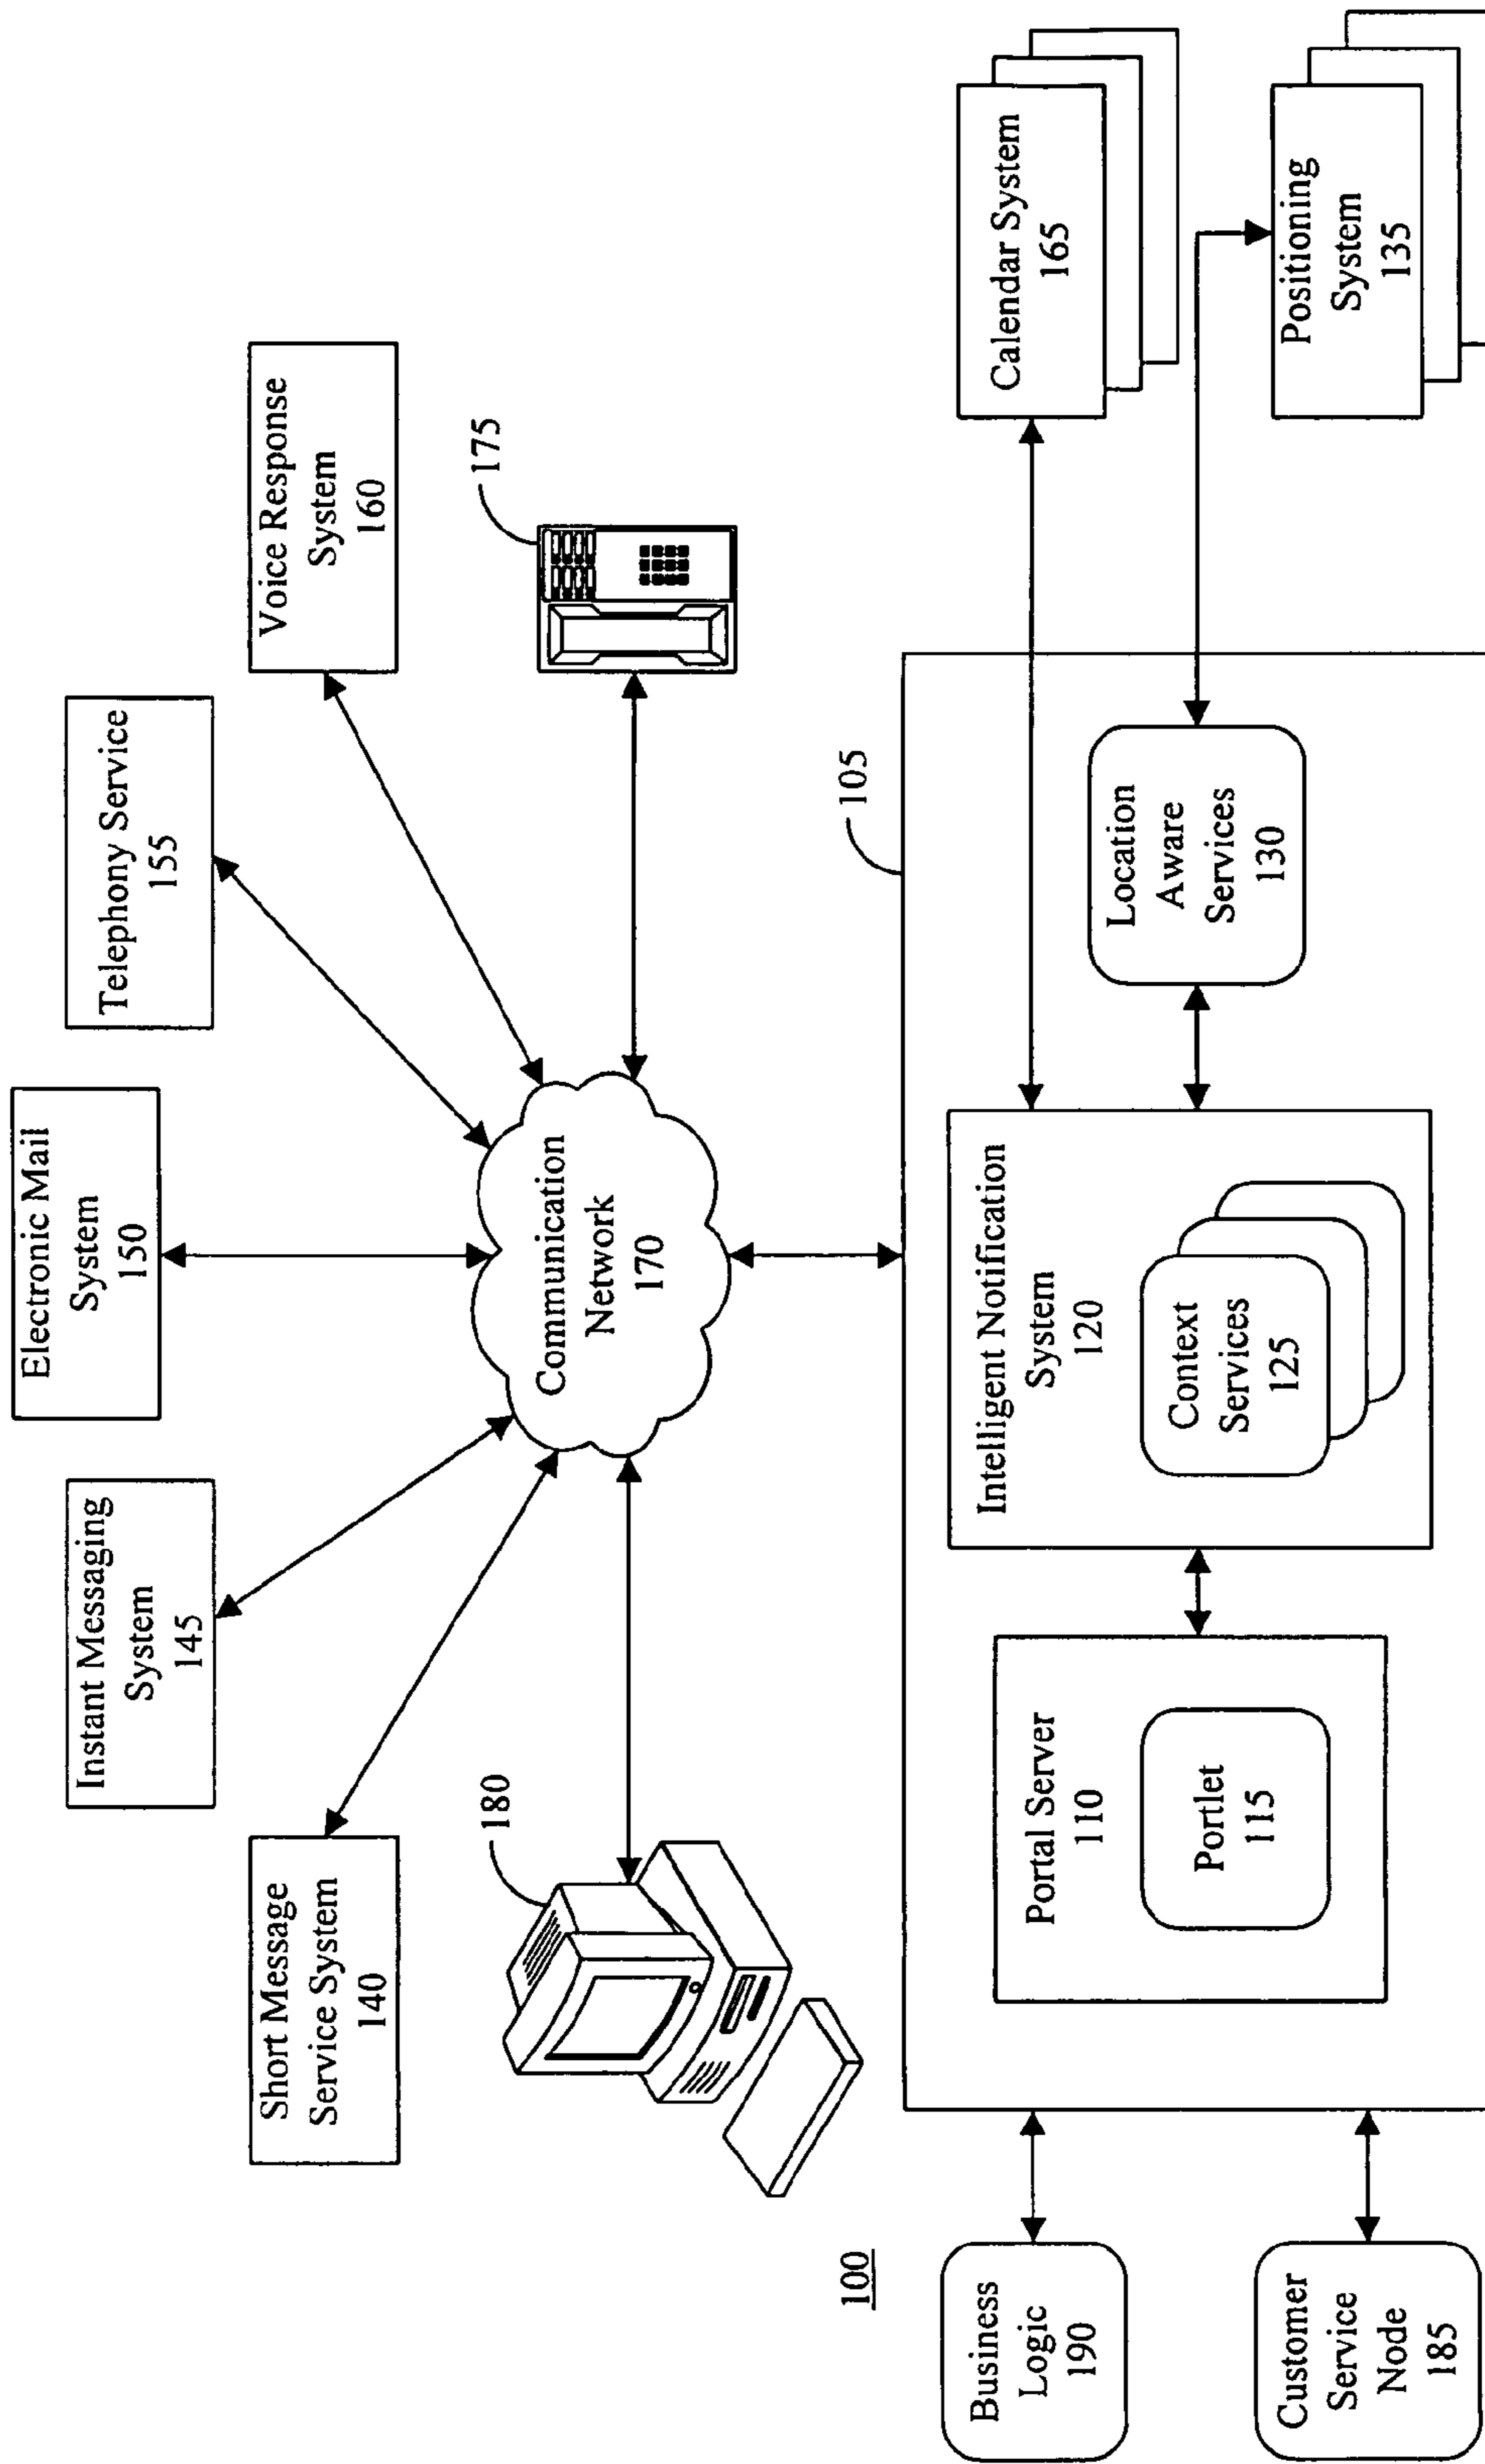 Electronic Mail
System
150
Instant Messaging
System
145
Telephony Service
155
Short Message
Service System
140
Voice Response
System
160
180
Communication
Network
170
175
100
105
Business
Logic
190
Customer
Service
Node
185
Portal Server
110
Portlet
115
Intelligent Notification
System
120
Context
Services
125
Location
Aware
Services
130
Calendar System
165
Positioning
System
135